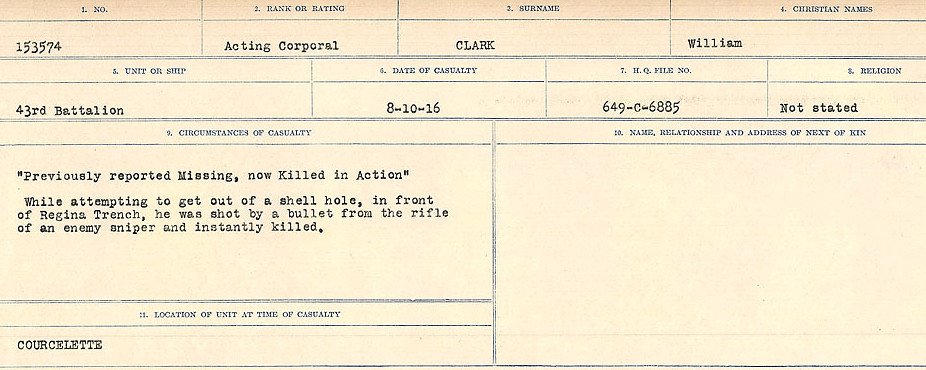 1. NO.
2. RANK OR RATING
3. SURNAME
4. CHRISTIAN NAMES
153574
Acting Corporal
CLARK
William
5. UNIT OR SHIP
6. DATE OF CASUALTY
7. H. Q. FILE NO.
8. RELIGION
43rd Battalion
8-10-16
649-C-6885
Not stated
9. CIRCUMSTANCES OF CASUALTY
10. NAME, RELATIONSHIP AND ADDRESS OF NEXT OF KIN
"Previously reported Missing, now Killed in Action"
While attempting to get out of a shell hole, in front
of Regina Trench, he was shot by a bullet from the rifle
of an enemy sniper and instantly killed.
11. LOCATION OF UNIT AT TIME OF CASUALTY
COURCELETTE